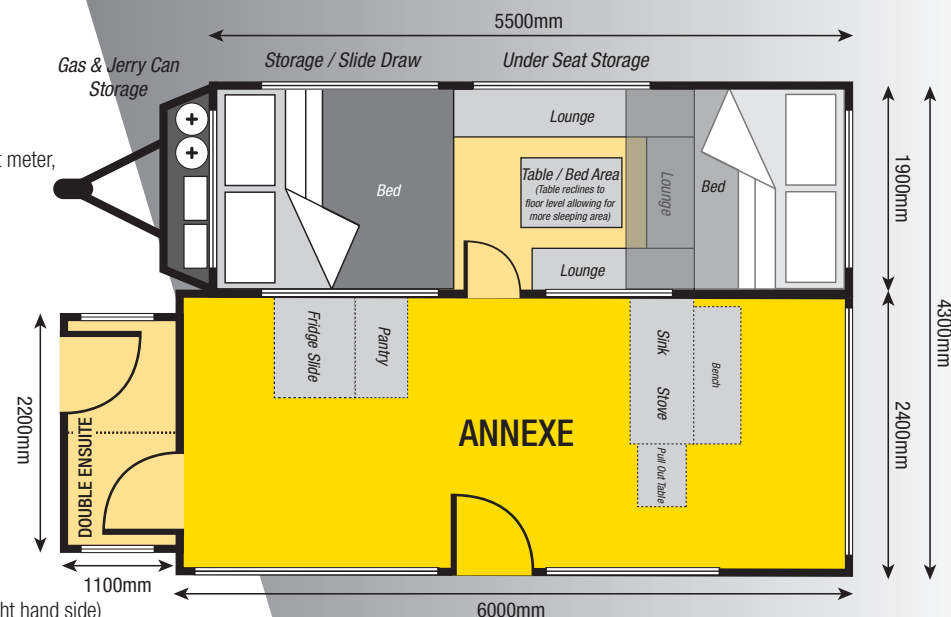 5500mm
Gas & Jerry Can
Storage
Storage / Slide Draw
Under Seat Storage
t meter,
Lounge
Bed
Table / Bed Area
(Table reclines to
floor level allowing for
more sleeping area)
Lounge
Bed
Lounge
1900mm
4300mm
2400mm
Fridge Slide
Pantry
Sink
Stove
Bench
Pull Out Table
ANNEXE
2200mm
DOUBLE ENSUITE
1100mm
6000mm
ht hand side)